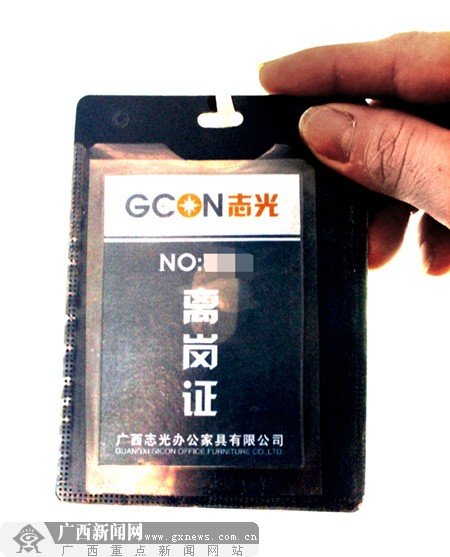 GCON志光
NO:
离岗证
广西志光办公家具有限公司
GUANGXI GICON OFFICE FURNITURE CO.,LTD.
广西新闻网
www.gxnews.com.cn
广西重点新闻网站